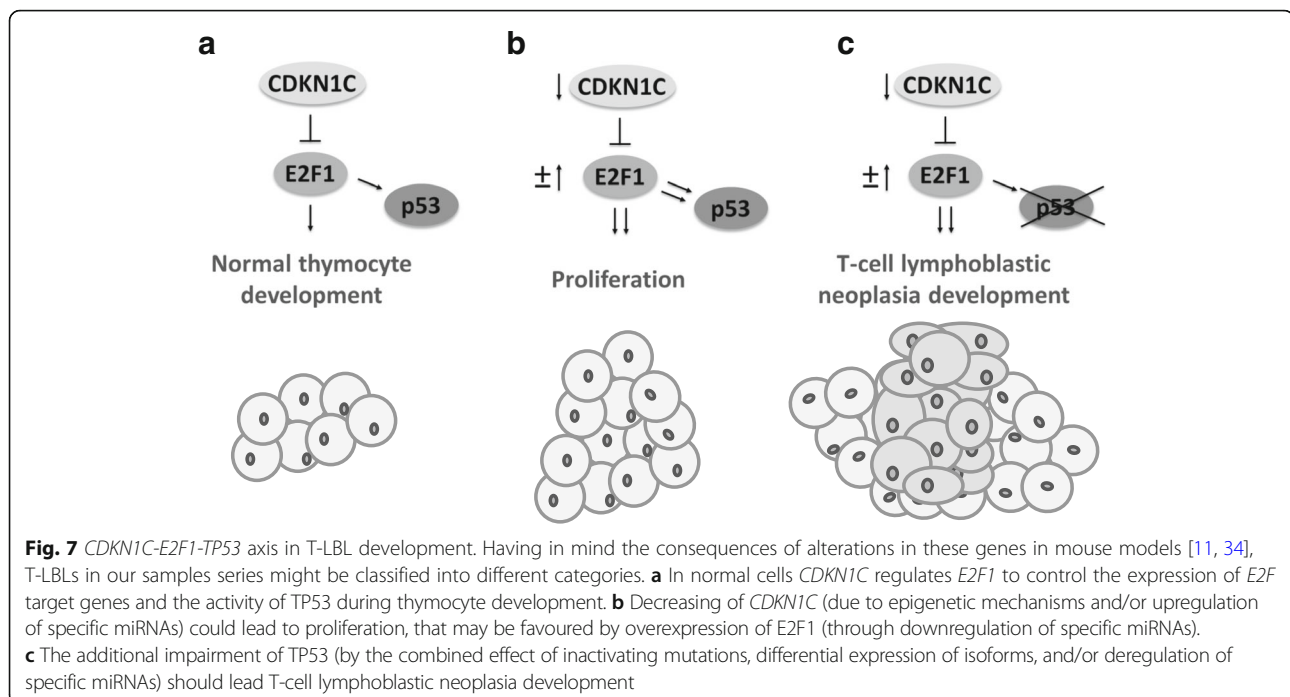 a
CDKN1C
E2F1
p53
Normal thymocyte
development
b
↓ CDKN1C
±↑ E2F1
p53
Proliferation
c
↓ CDKN1C
±↑ E2F1
p53
T-cell lymphoblastic
neoplasia development
Fig. 7 CDKN1C-E2F1-TP53 axis in T-LBL development. Having in mind the consequences of alterations in these genes in mouse models [11, 34],
T-LBLs in our samples series might be classified into different categories. a In normal cells CDKN1C regulates E2F1 to control the expression of E2F
target genes and the activity of TP53 during thymocyte development. b Decreasing of CDKN1C (due to epigenetic mechanisms and/or upregulation
of specific miRNAs) could lead to proliferation, that may be favoured by overexpression of E2F1 (through downregulation of specific miRNAs).
c The additional impairment of TP53 (by the combined effect of inactivating mutations, differential expression of isoforms, and/or deregulation of
specific miRNAs) should lead T-cell lymphoblastic neoplasia development